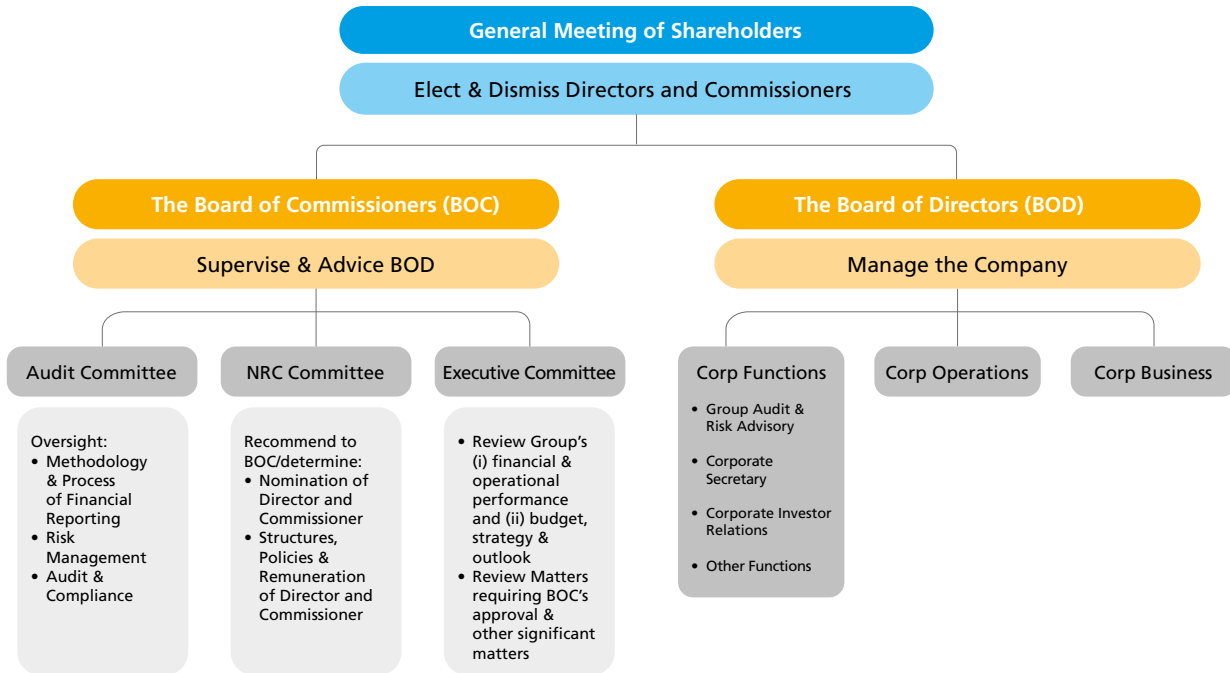 General Meeting of Shareholders
Elect & Dismiss Directors and Commissioners
The Board of Commissioners (BOC)
Supervise & Advice BOD
The Board of Directors (BOD)
Manage the Company
Audit Committee
Oversight:
• Methodology
& Process
of Financial
Reporting
• Risk
Management
• Audit &
Compliance
NRC Committee
Recommend to
BOC/determine:
• Nomination of
Director and
Commissioner
• Structures,
Policies &
Remuneration
of Director and
Commissioner
Executive Committee
• Review Group’s
(i) financial &
operational
performance
and (ii) budget,
strategy &
outlook
• Review Matters
requiring BOC’s
approval &
other significant
matters
Corp Functions
• Group Audit &
Risk Advisory
• Corporate
Secretary
• Corporate Investor
Relations
• Other Functions
Corp Operations
Corp Business